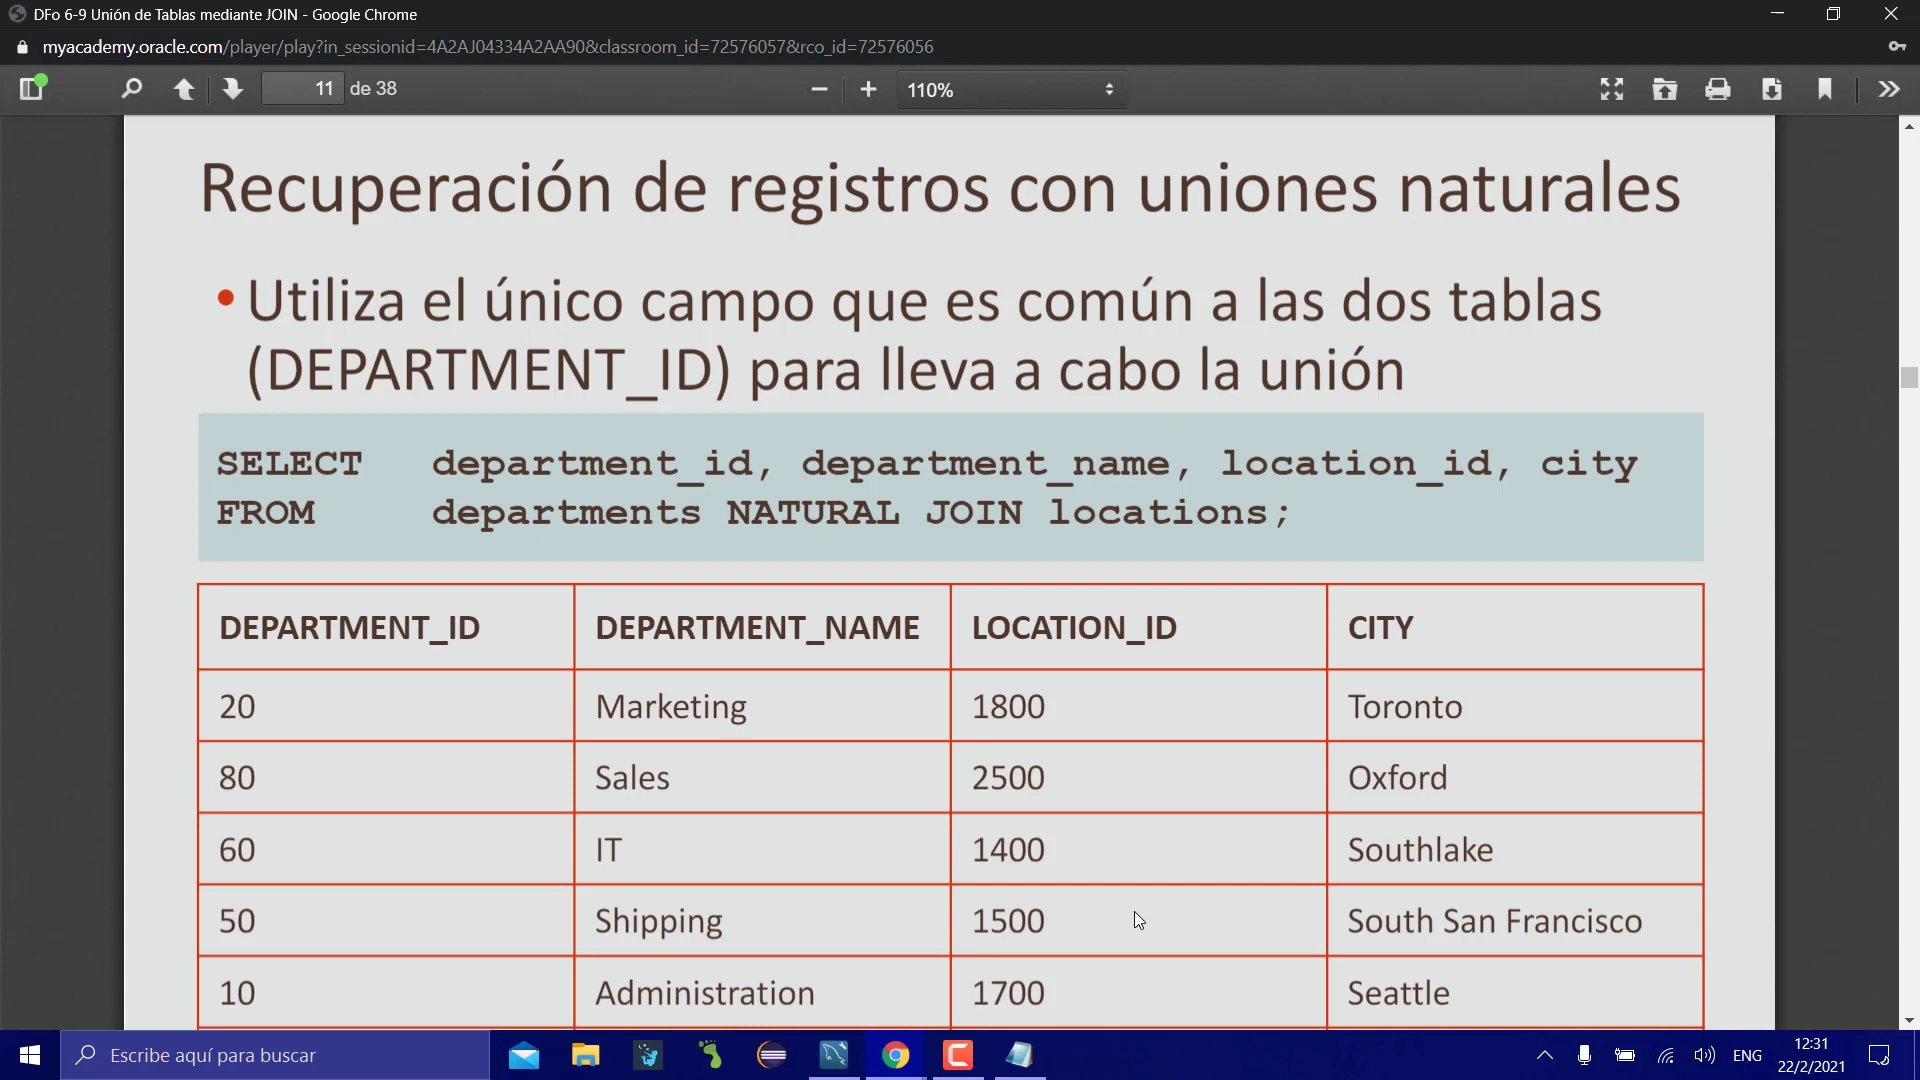 DFo 6-9 Unión de Tablas mediante JOIN - Google Chrome
myacademy.oracle.com/player/play?in_sessionid=4A2AJ04334A2AA90&classroom_id=72576057&rco_id=72576056
11 de 38
110%
Recuperación de registros con uniones naturales
• Utiliza el único campo que es común a las dos tablas
(DEPARTMENT_ID) para lleva a cabo la unión
SELECT department_id, department_name, location_id, city
FROM departments NATURAL JOIN locations;
DEPARTMENT_ID DEPARTMENT_NAME LOCATION_ID CITY
20 Marketing 1800 Toronto
80 Sales 2500 Oxford
60 IT 1400 Southlake
50 Shipping 1500 South San Francisco
10 Administration 1700 Seattle
Escribe aquí para buscar
ENG
12:31
22/2/2021